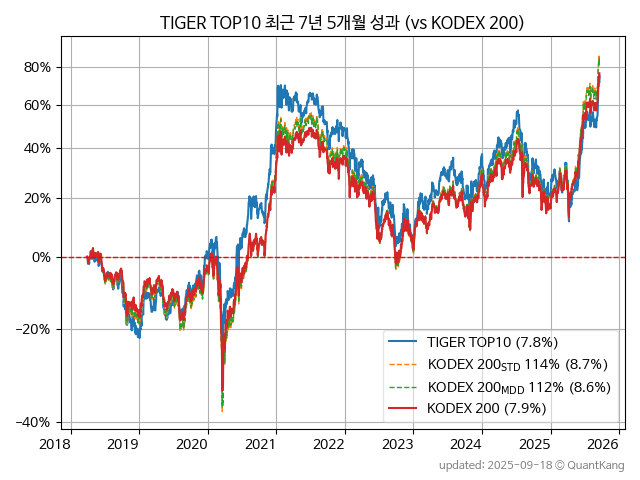 TIGER TOP10 최근 7년 5개월 성과 (vs KODEX 200)
80%
60%
40%
20%
0%
−20%
−40%
TIGER TOP10 (7.8%)
KODEX 200STD 114% (8.7%)
KODEX 200MDD 112% (8.6%)
KODEX 200 (7.9%)
2018 2019 2020 2021 2022 2023 2024 2025 2026
updated: 2025-09-18 ⓒ QuantKang